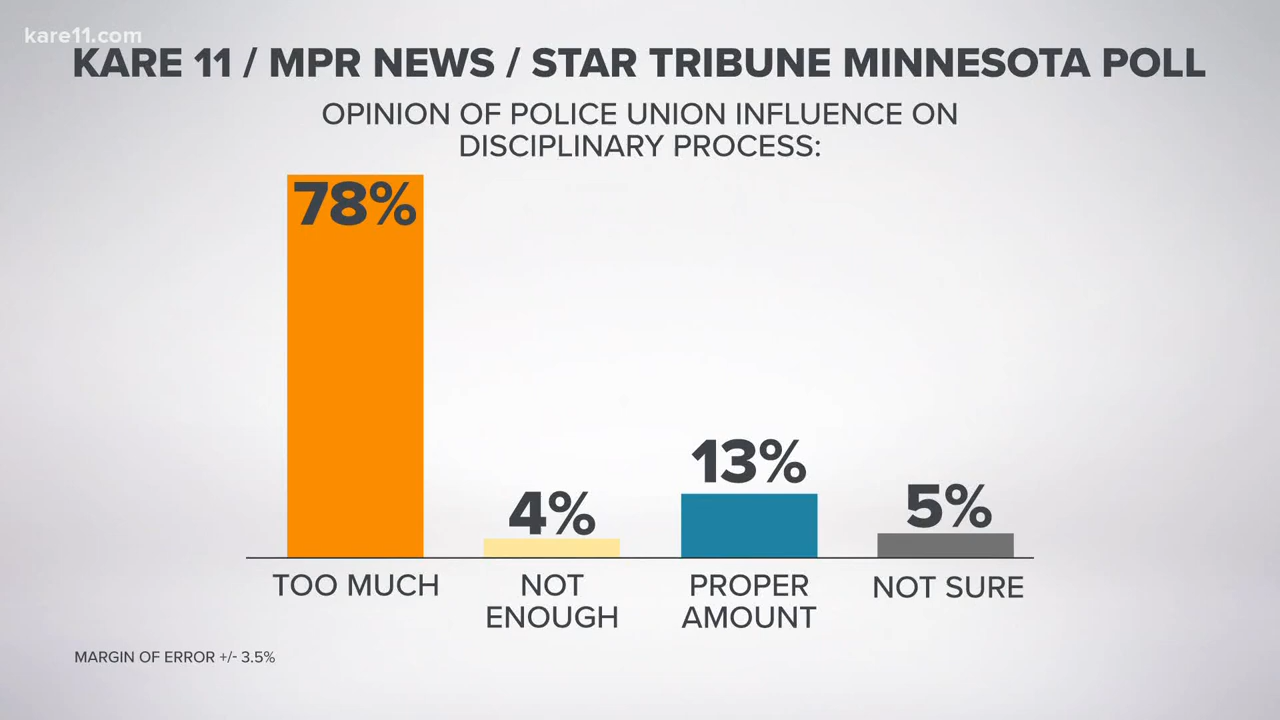 kare11.com
KARE 11 / MPR NEWS / STAR TRIBUNE MINNESOTA POLL
OPINION OF POLICE UNION INFLUENCE ON
DISCIPLINARY PROCESS:
78%
4%
13%
5%
TOO MUCH
NOT
ENOUGH
PROPER
AMOUNT
NOT SURE
MARGIN OF ERROR +/- 3.5%